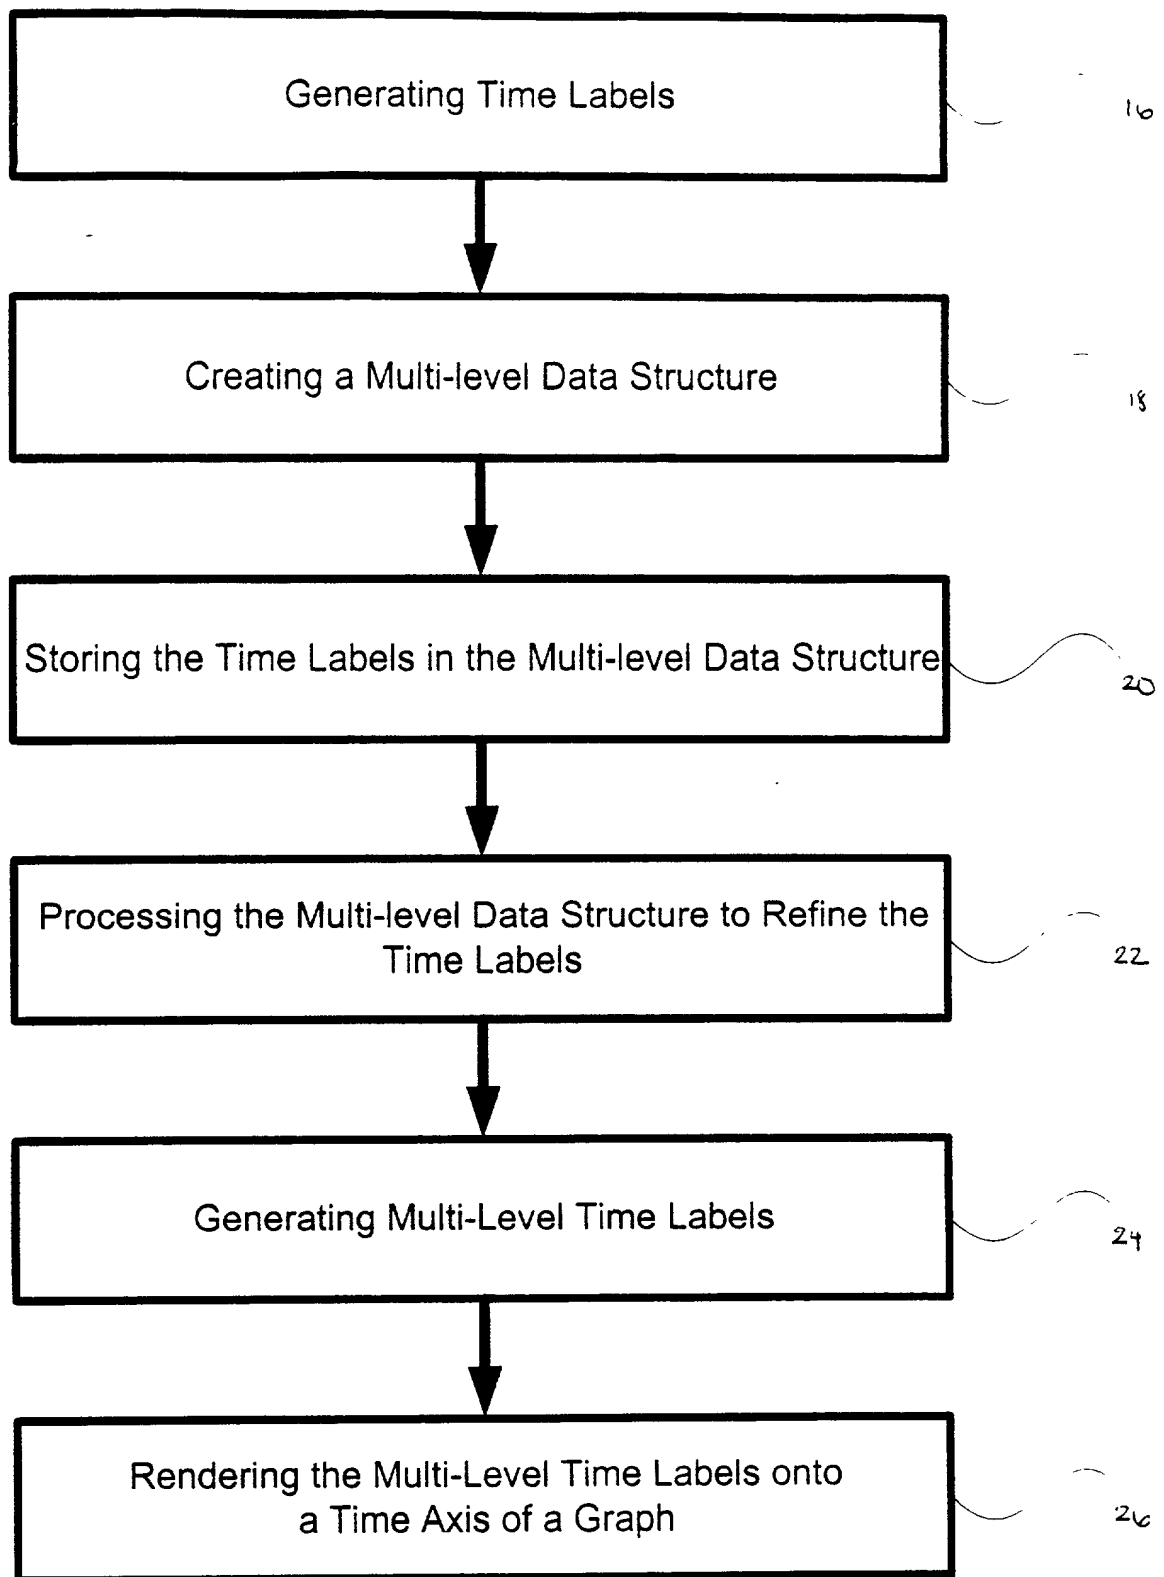 Generating Time Labels
16
Creating a Multi-level Data Structure
18
Storing the Time Labels in the Multi-level Data Structure
20
Processing the Multi-level Data Structure to Refine the
Time Labels
22
Generating Multi-Level Time Labels
24
Rendering the Multi-Level Time Labels onto
a Time Axis of a Graph
26